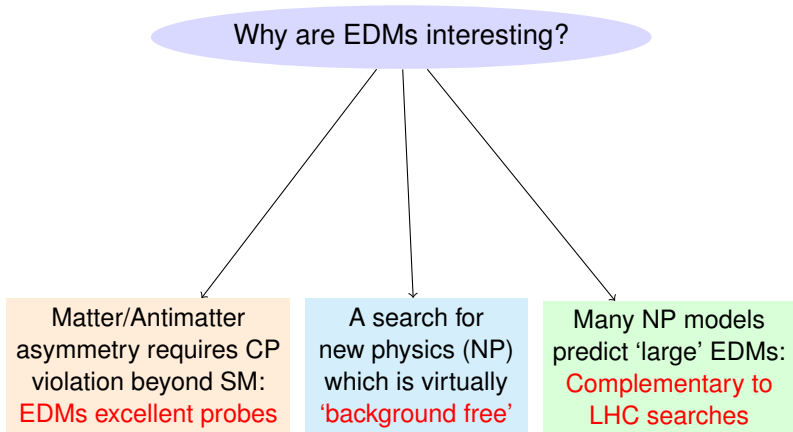 Why are EDMs interesting?
Matter/Antimatter
asymmetry requires CP
violation beyond SM:
EDMs excellent probes
A search for
new physics (NP)
which is virtually
‘background free’
Many NP models
predict ‘large’ EDMs:
Complementary to
LHC searches